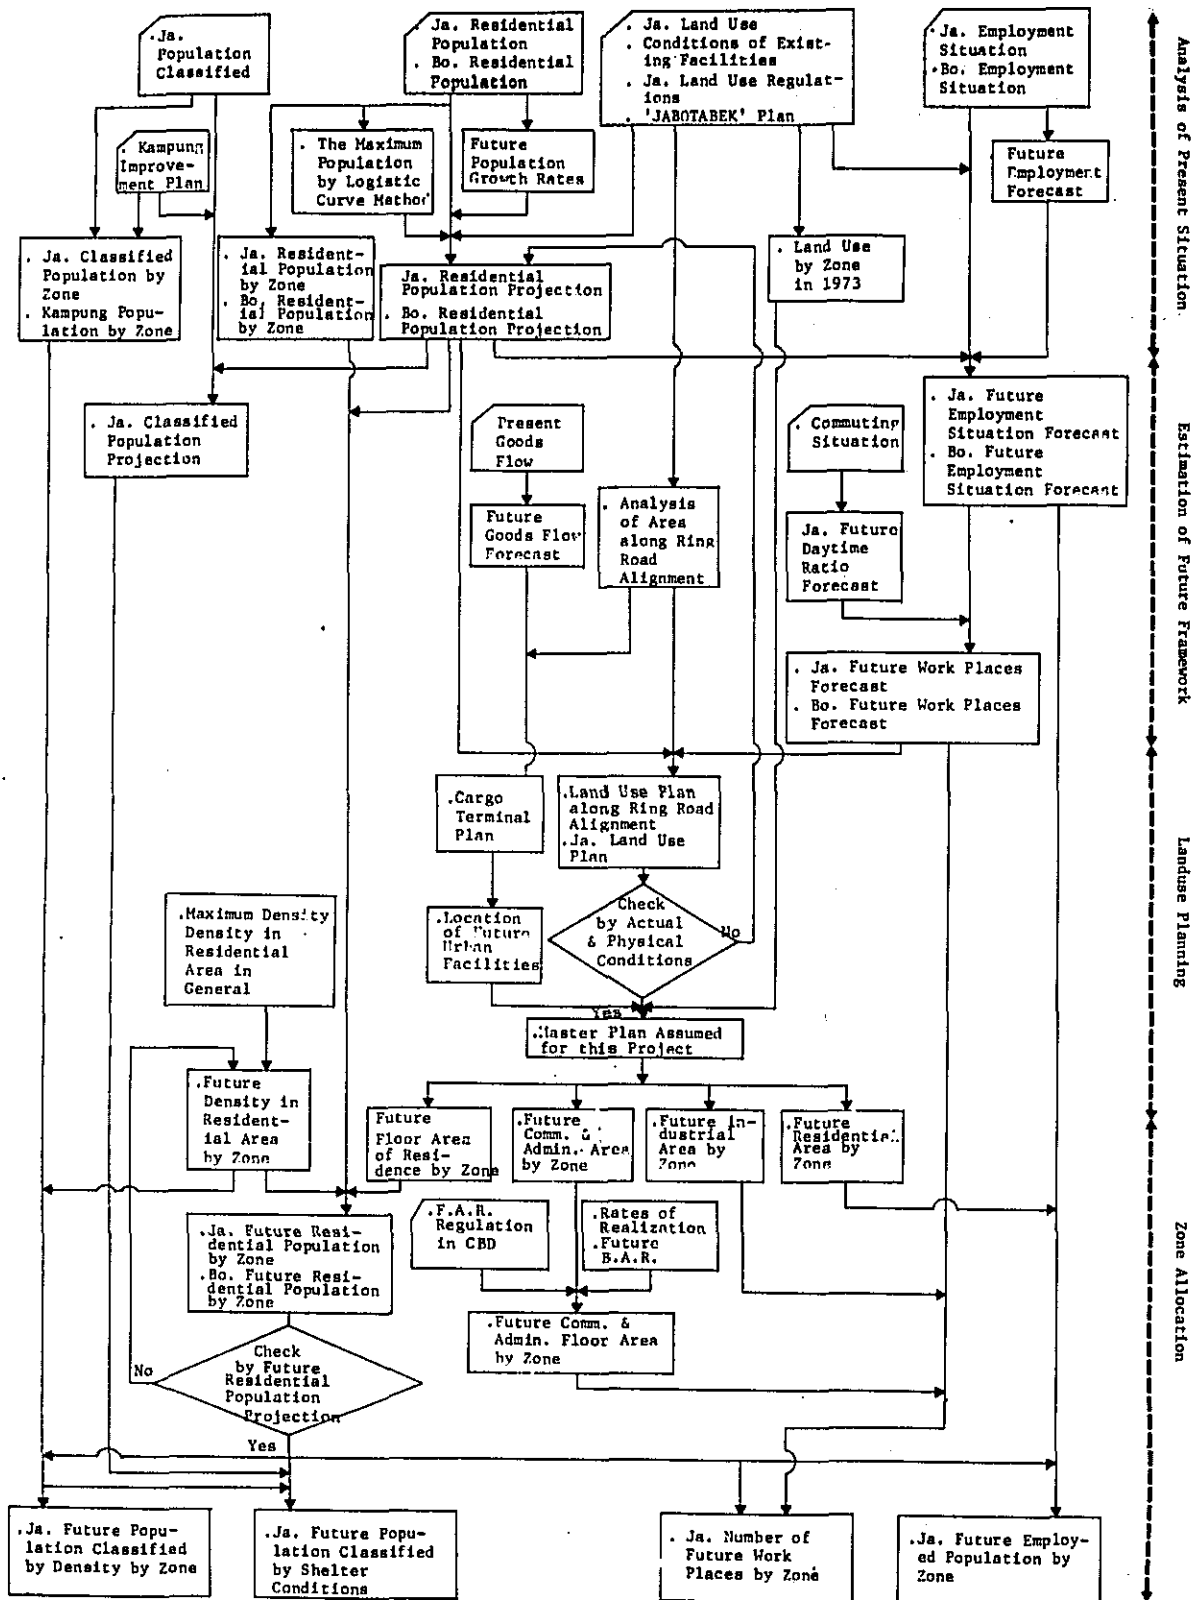 .Ja.
Population
Classified
. Ja. Residential
Population
. Bo. Residential
Population
. Ja. Land Use
. Conditions of Exist-
ing Facilities
. Ja. Land Use Regulat-
ions
. 'JABOTABEK' Plan
. Ja. Employment
Situation
.Bo. Employment
Situation
. Kampung
Improve-
ment Plan
. The Maximum
Population
by Logistic
Curve Method
Future
Population
Growth Rates
Future
Employment
Forecast
. Ja. Classified
Population by
Zone
. Kampung Popu-
lation by Zone
. Ja. Resident-
ial Population
by Zone
. Bo. Resident-
ial Population
by Zone
Ja. Residential
Population Projection
. Bo. Residential
Population Projection
. Land Use
by Zone
in 1973
Analysis of Present Situation.
. Ja. Classified
Population
Projection
Present
Goods
Flow
. Commuting
Situation
. Ja. Future
Employment
Situation Forecast
. Bo. Future
Employment
Situation Forecast
Future
Goods Flow
Forecast
. Analysis
of Area
along Ring
Road
Alignment
Ja. Future
Daytime
Ratio
Forecast
. Ja. Future Work Places
Forecast
. Bo. Future Work Places
Forecast
Estimation of Future Framework
.Cargo
Terminal
Plan
.Land Use Plan
along Ring Road
Alignment
.Ja. Land Use
Plan
.Maximum Density
Density in
Residential
Area in
General
.Location
of Future
Urban
Facilities
Check
by Actual
& Physical
Conditions
No
Yes
.Master Plan Assumed
for this Project
Landuse Planning
.Future
Density in
Resident-
ial Area
by Zone
Future
Floor Area
of Resi-
dence by Zone
.Future
Comm. &
Admin. Area
by Zone
.Future In-
dustrial
Area by
Zone
.Future
Residential
Area by
Zone
.Ja. Future Resi-
dential Population
by Zone
.Bo. Future Resi-
dential Population
by Zone
.F.A.R.
Regulation
in CBD
.Rates of
Realization
.Future
B.A.R.
.Future Comm. &
Admin. Floor Area
by Zone
Check
by Future
Residential
Population
Projection
No
Yes
Zone Allocation
.Ja. Future Popu-
lation Classified
by Density by Zone
.Ja. Future Popu-
lation Classified
by Shelter
Conditions
. Ja. Number of
Future Work
Places by Zone
.Ja. Future Employ-
ed Population by
Zone